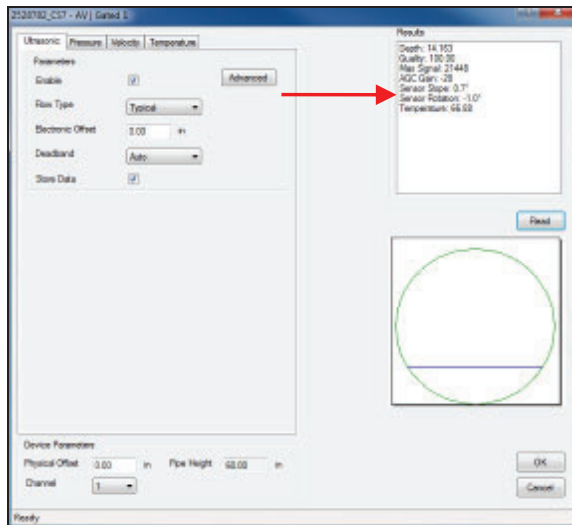 2520702_CS7 - AV | Gated 1
Ultrasonic Pressure Velocity Temperature
Parameters
Enable
Advanced
Flow Type Typical
Electronic Offset 0.00 in
Deadband Auto
Store Data
Results
Depth: 14.163
Quality: 100.00
Max Signal: 21448
AGC Gain: -28
Sensor Slope: 0.7°
Sensor Rotation: -1.0°
Temperature: 66.68
Read
Device Parameters
Physical Offset 0.00 in Pipe Height 60.00 in
Channel 1
OK
Cancel
Ready